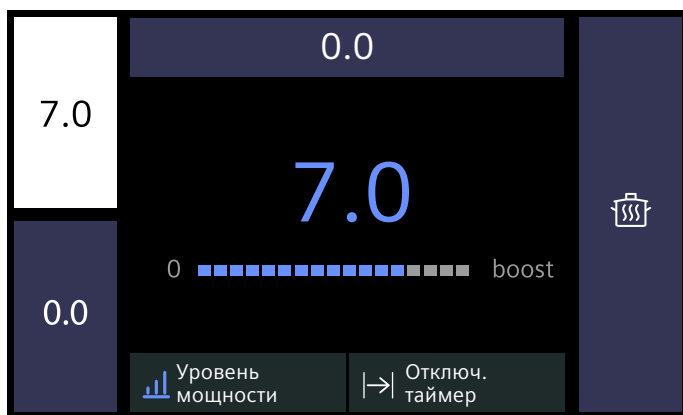 0.0
7.0
7.0
0 boost
0.0
Уровень
мощности
Отключ.
таймер